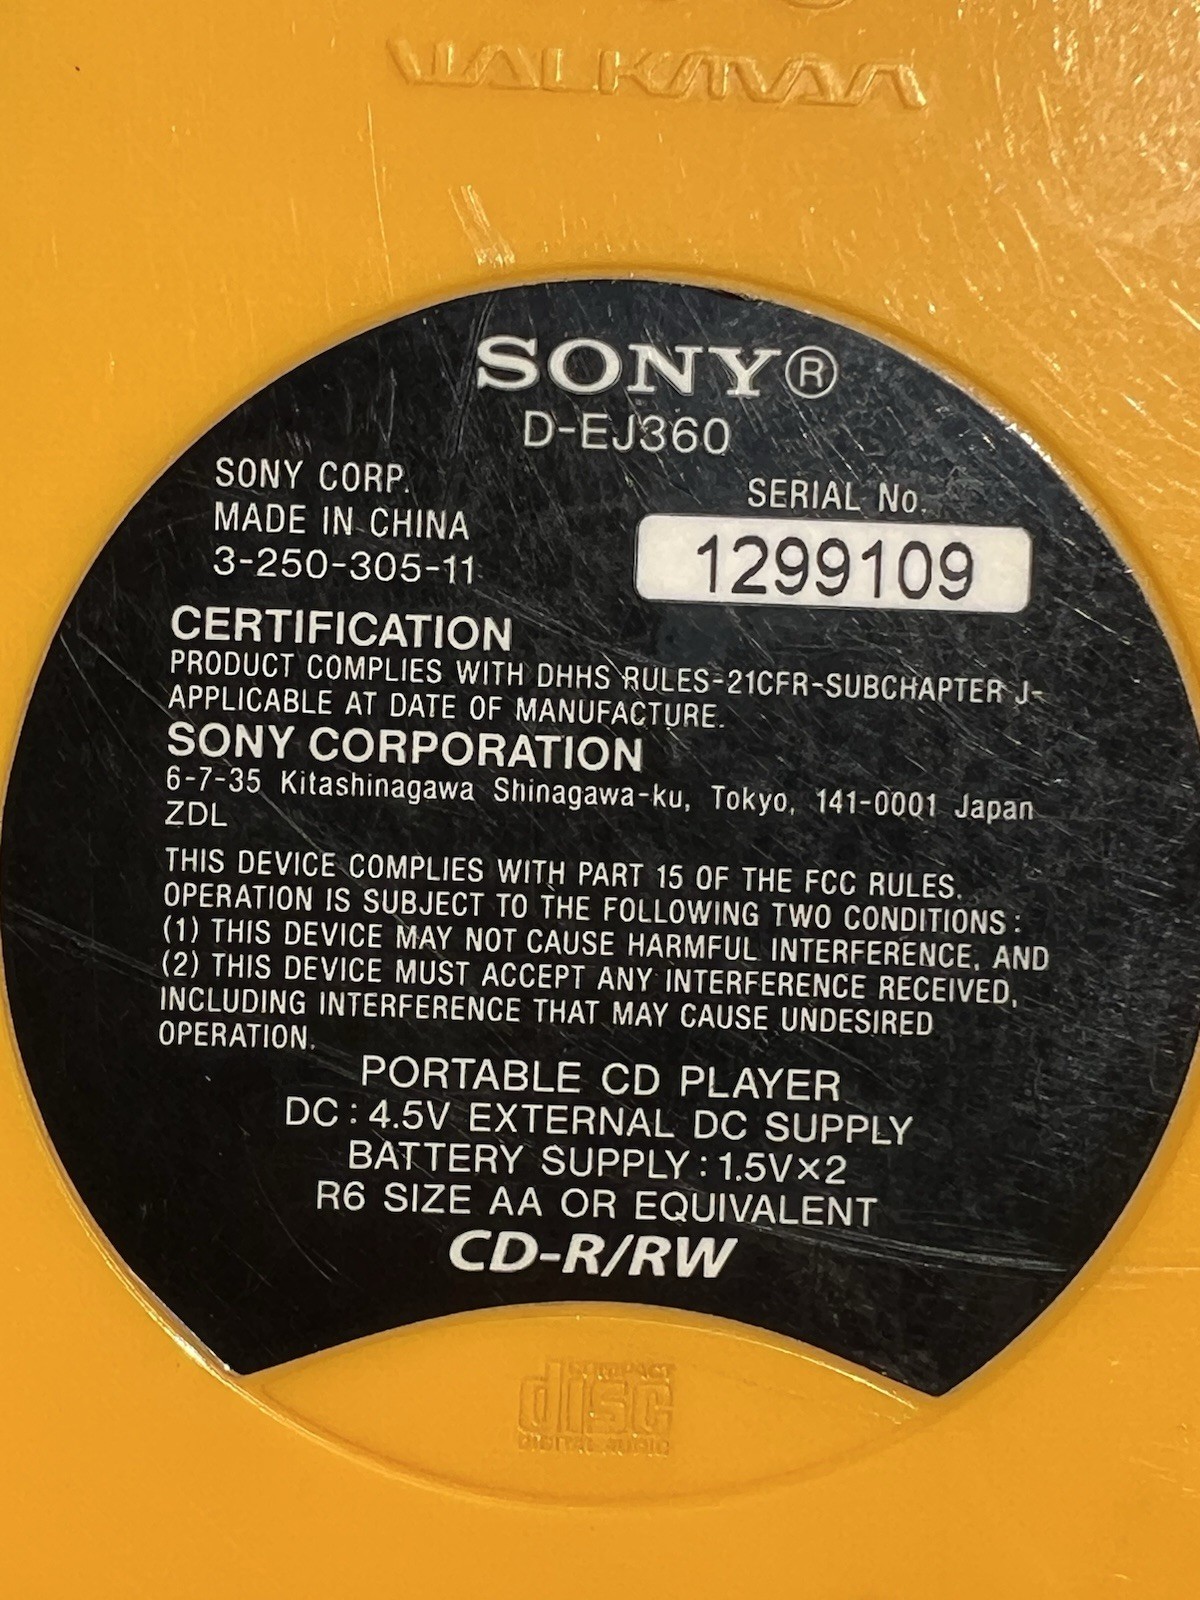 WALKMAN
SONY®
D-EJ360
SONY CORP.
MADE IN CHINA
3-250-305-11
SERIAL No.
1299109
CERTIFICATION
PRODUCT COMPLIES WITH DHHS RULES-21CFR-SUBCHAPTER J-
APPLICABLE AT DATE OF MANUFACTURE.
SONY CORPORATION
6-7-35 Kitashinagawa Shinagawa-ku, Tokyo, 141-0001 Japan
ZDL
THIS DEVICE COMPLIES WITH PART 15 OF THE FCC RULES.
OPERATION IS SUBJECT TO THE FOLLOWING TWO CONDITIONS:
(1) THIS DEVICE MAY NOT CAUSE HARMFUL INTERFERENCE, AND
(2) THIS DEVICE MUST ACCEPT ANY INTERFERENCE RECEIVED,
INCLUDING INTERFERENCE THAT MAY CAUSE UNDESIRED
OPERATION.
PORTABLE CD PLAYER
DC : 4.5V EXTERNAL DC SUPPLY
BATTERY SUPPLY : 1.5V×2
R6 SIZE AA OR EQUIVALENT
CD-R/RW
COMPACT
disc
DIGITAL AUDIO